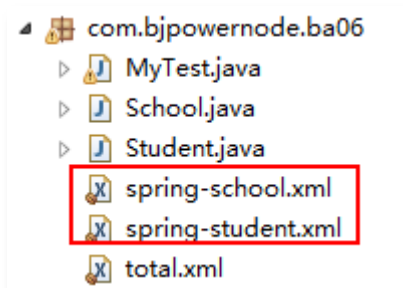 com.bjpowernode.ba06
MyTest.java
School.java
Student.java
spring-school.xml
spring-student.xml
total.xml